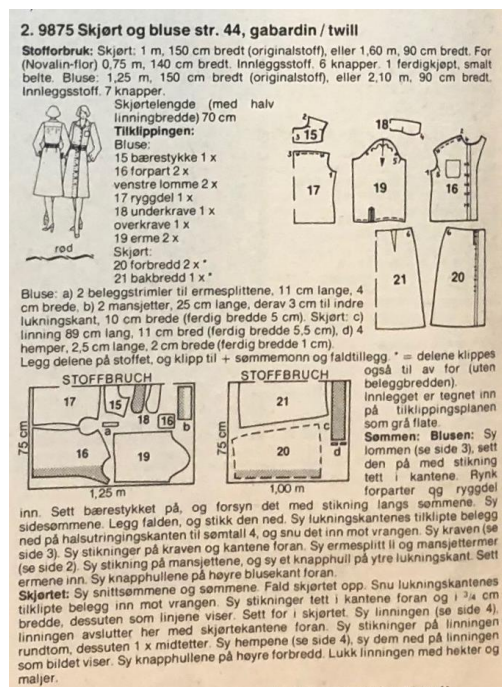 2. 9875 Skjørt og bluse str. 44, gabardin / twill
Stofforbruk: Skjørt: 1 m, 150 cm bredt (originalstoff), eller 1,60 m, 90 cm bredt. For
(Novalin-flor) 0,75 m, 140 cm bredt. Innleggsstoff. 6 knapper. 1 ferdigkjøpt, smalt
belte. Bluse: 1,25 m, 150 cm bredt (originalstoff), eller 2,10 m, 90 cm bredt.
Innleggsstoff. 7 knapper.
Skjørtelengde (med halv
linningbredde) 70 cm
Tilklippingen:
Bluse:
15 bærestykke 1 x
16 forpart 2 x
venstre lomme 2 x
17 ryggdel 1 x
18 underkrave 1 x
overkrave 1 x
19 erme 2 x
Skjørt:
20 forbredd 2 x *
21 bakbredd 1 x *
rød
15
18
17
19
16
21
20
Bluse: a) 2 beleggstrimler til ermesplittene, 11 cm lange, 4
cm brede, b) 2 mansjetter, 25 cm lange, derav 3 cm til indre
lukningskant, 10 cm brede (ferdig bredde 5 cm). Skjørt: c)
linning 89 cm lang, 11 cm bred (ferdig bredde 5,5 cm), d) 4
hemper, 2,5 cm lange, 2 cm brede (ferdig bredde 1 cm).
Legg delene på stoffet, og klipp til + sømmemonn og faldtillegg. * = delene klippes
også til av for (uten
beleggbredden).
Innlegget er tegnet inn
på tilklippingsplanen
som grå flate.
Sømmen: Blusen: Sy
lommen (se side 3), sett
den på med stikning
tett i kantene. Rynk
forparter qg ryggdel
STOFFBRUCH
17
15
18
16
b
a
16
19
75 cm
1,25 m
STOFFBRUCH
21
c
20
d
75 cm
1,00 m
inn. Sett bærestykket på, og forsyn det med stikning langs sømmene. Sy
sidesømmene. Legg falden, og stikk den ned. Sy lukningskantenes tilklipte belegg
ned på halsutringingskanten til sømtall 4, og snu det inn mot vrangen. Sy kraven (se
side 3). Sy stikninger på kraven og kantene foran. Sy ermesplitt li og mansjettermer
(se side 2). Sy stikning på mansjettene, og sy et knapphull på ytre lukningskant. Sett
ermene inn. Sy knapphullene på høyre blusekant foran.
Skjørtet: Sy snittsømmene og sømmene. Fald skjørtet opp. Snu lukningskantenes
tilklipte belegg inn mot vrangen. Sy stikninger tett i kantene foran og i 3/4 cm
bredde, dessuten som linjene viser. Sett for i skjørtet. Sy linningen (se side 4),
linningen avslutter her med skjørtekantene foran. Sy stikninger på linningen
rundtom, dessuten 1 x midtetter. Sy hempene (se side 4), sy dem ned på linningen
som bildet viser. Sy knapphullene på høyre forbredd. Lukk linningen med hekter og
maljer.